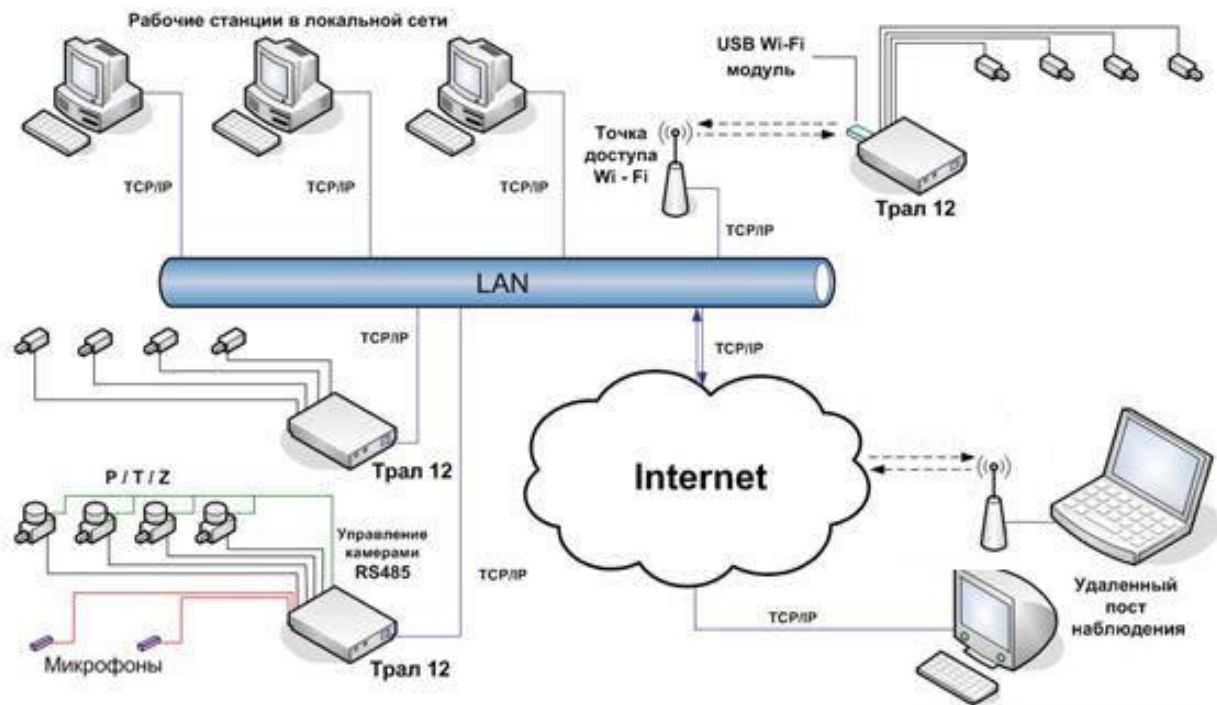 Рабочие станции в локальной сети
USB Wi-Fi
модуль
Точка
доступа
Wi - Fi
TCP/IP
TCP/IP
TCP/IP
TCP/IP
Трал 12
LAN
TCP/IP
TCP/IP
Трал 12
Internet
P / T / Z
Управление
камерами
RS485
TCP/IP
Микрофоны
Трал 12
TCP/IP
Удаленный
пост
наблюдения